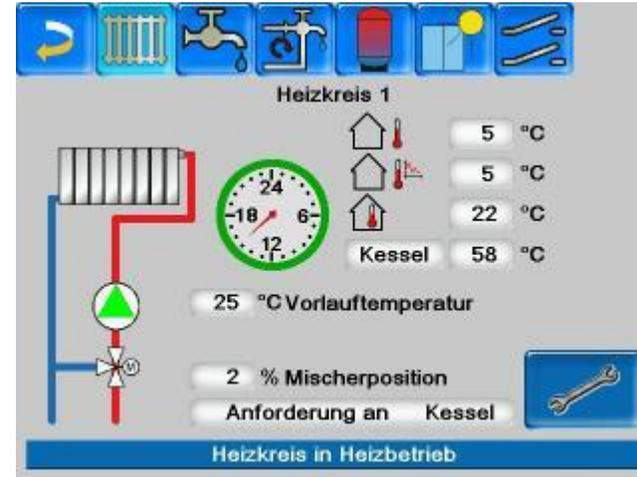 Heizkreis 1
5 °C
5 °C
22 °C
Kessel 58 °C
24
18 6
12
25 °C Vorlauftemperatur
M
2 % Mischerposition
Anforderung an Kessel
Heizkreis in Heizbetrieb